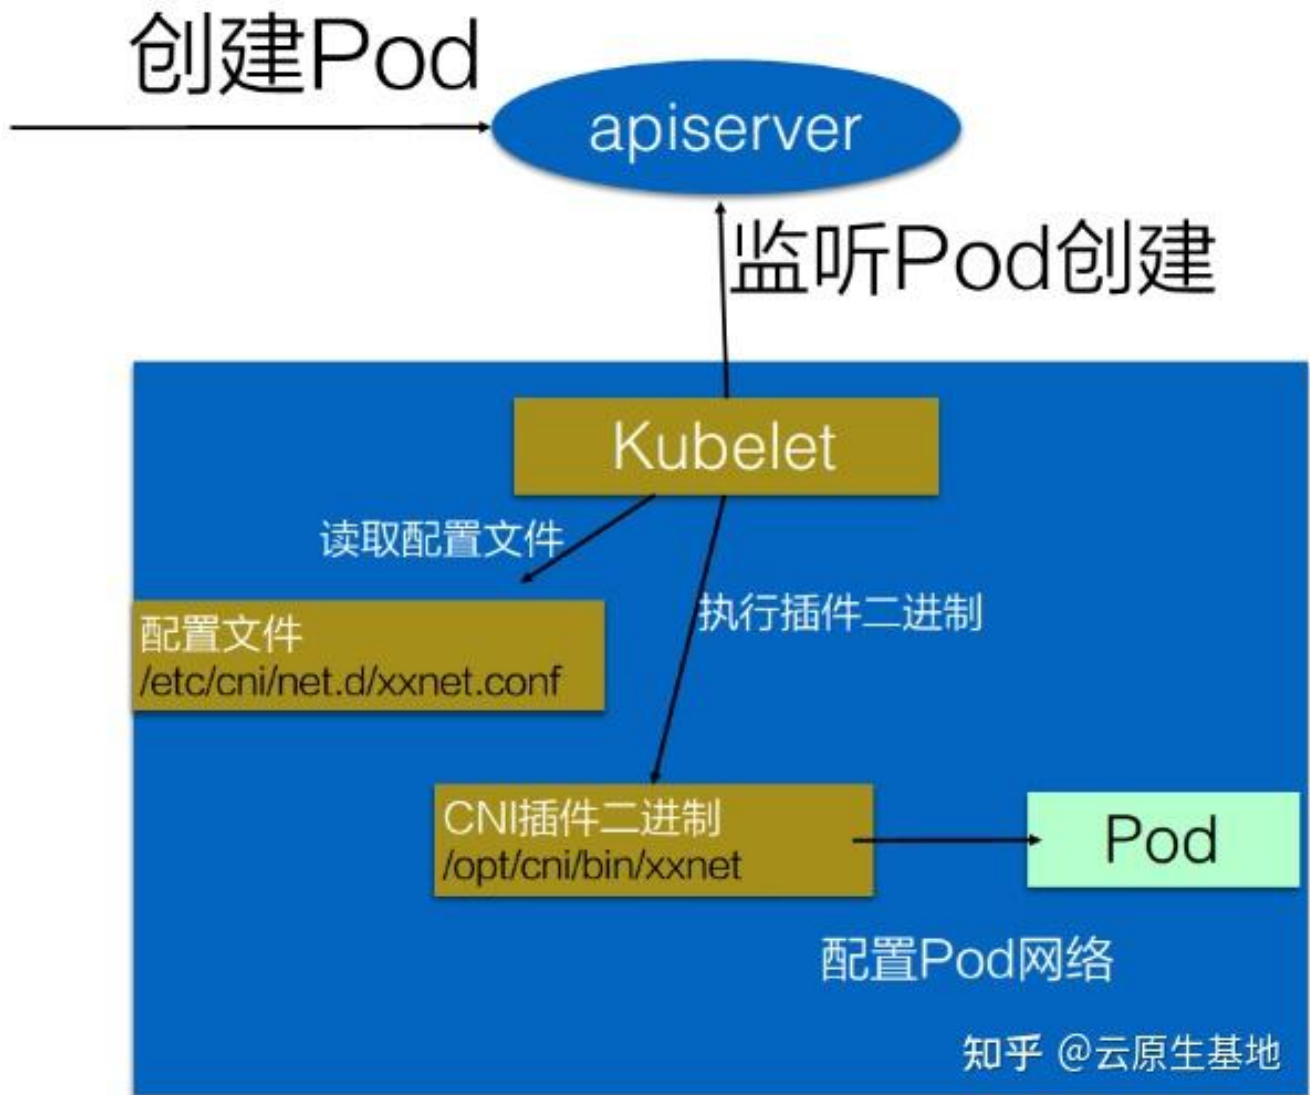 创建Pod
apiserver
监听Pod创建
Kubelet
读取配置文件
执行插件二进制
配置文件
/etc/cni/net.d/xxnet.conf
CNI插件二进制
/opt/cni/bin/xxnet
Pod
配置Pod网络
知乎 @云原生基地